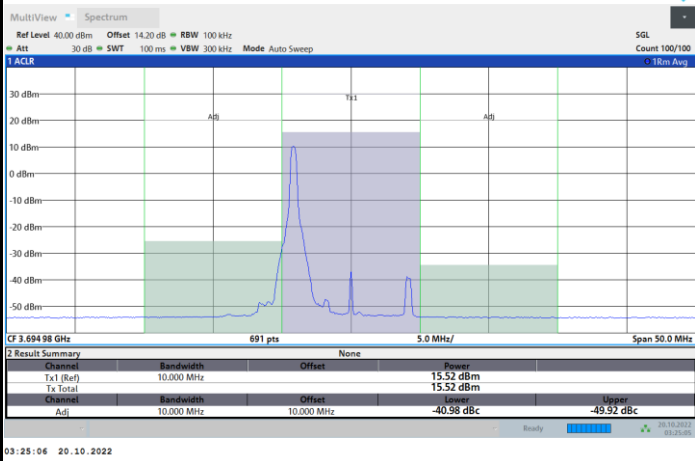 MultiView Spectrum
Ref Level 40.00 dBm Offset 14.20 dB RBW 100 kHz SGL
Att 30 dB SWT 100 ms VBW 300 kHz Mode Auto Sweep Count 100/100
1 ACLR 1Rm Avg
30 dBm
Tx1
20 dBm
Adj Adj
10 dBm
0 dBm
-10 dBm
-20 dBm
-30 dBm
-40 dBm
-50 dBm
CF 3.694 98 GHz 691 pts 5.0 MHz/ Span 50.0 MHz
2 Result Summary None
Channel Bandwidth Offset Power
Tx1 (Ref) 10.000 MHz 15.52 dBm
Tx Total 15.52 dBm
Channel Bandwidth Offset Lower Upper
Adj 10.000 MHz 10.000 MHz -40.98 dBc -49.92 dBc
Ready 20.10.2022
03:25:05
03:25:06 20.10.2022